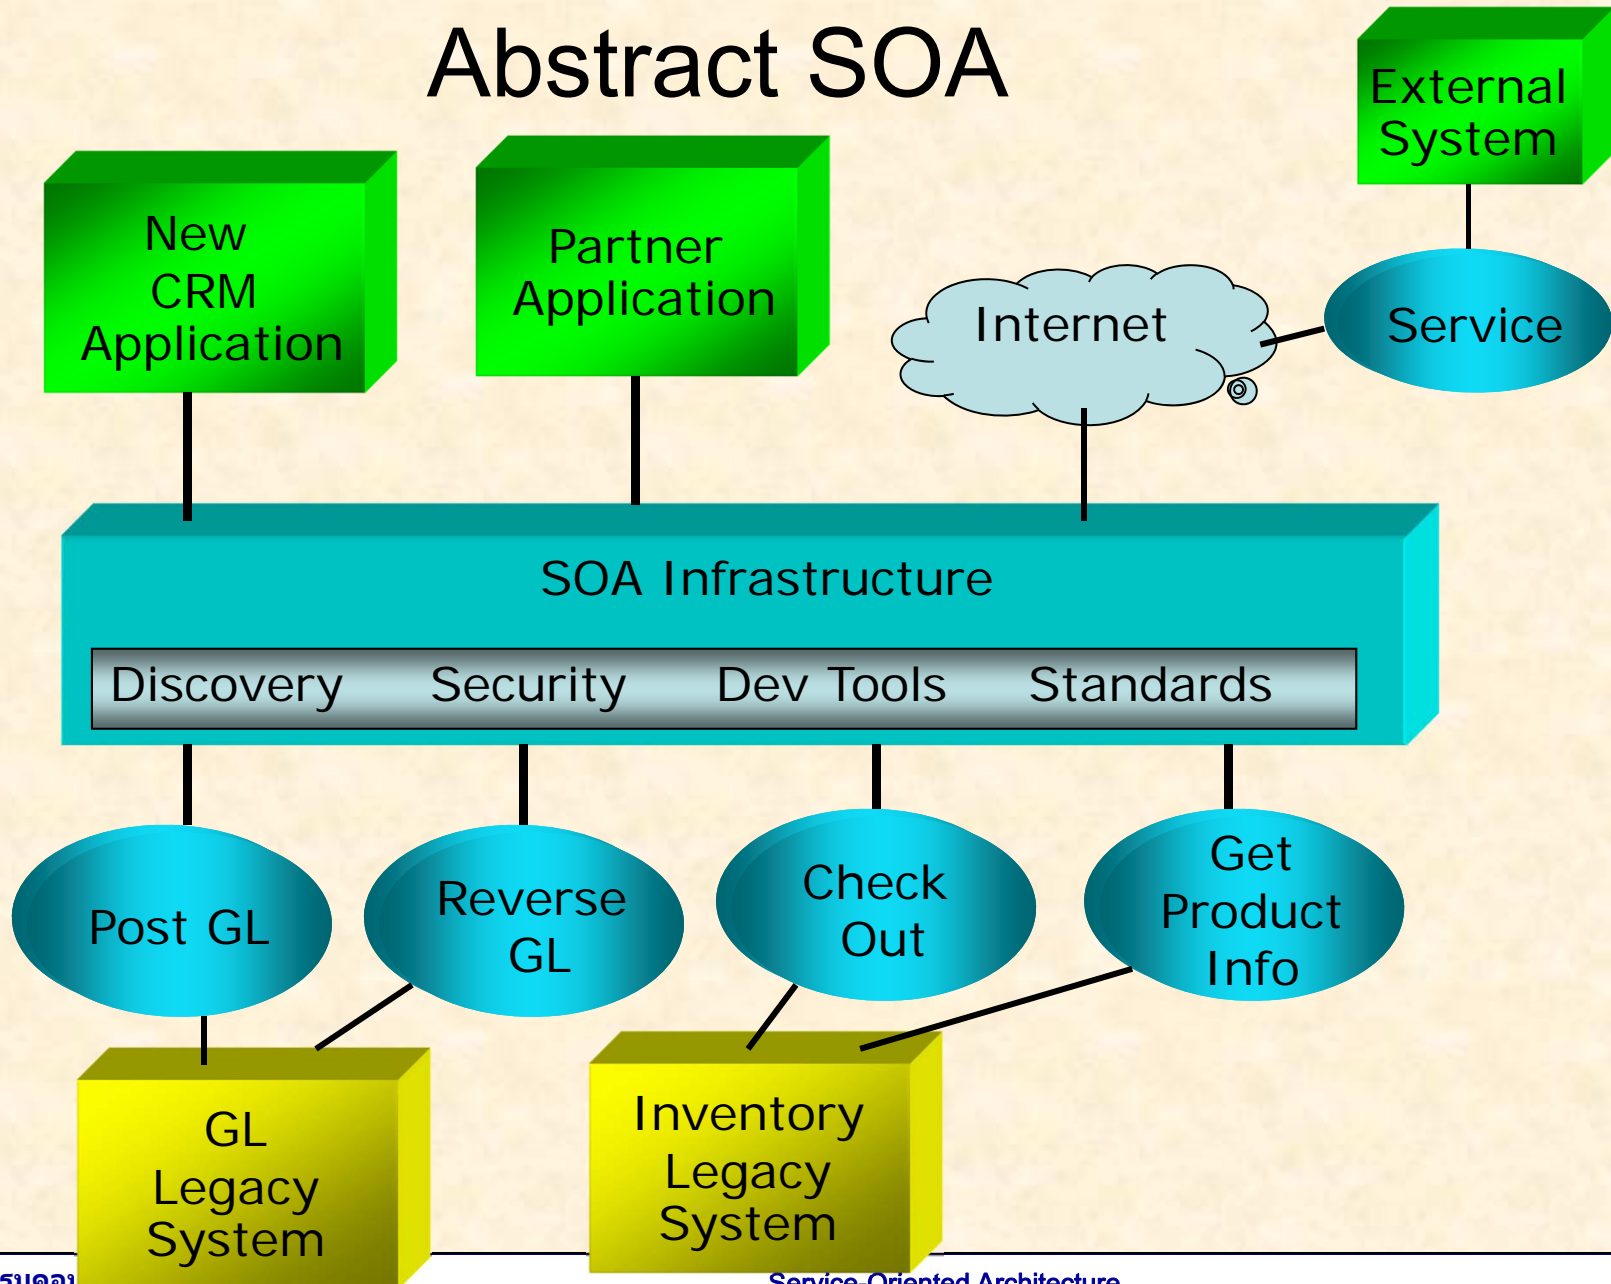 Abstract SOA
External
System
New
CRM
Application
Partner
Application
Internet
Service
SOA Infrastructure
Discovery Security Dev Tools Standards
Post GL
Reverse
GL
Check
Out
Get
Product
Info
GL
Legacy
System
Inventory
Legacy
System
Service-Oriented Architecture